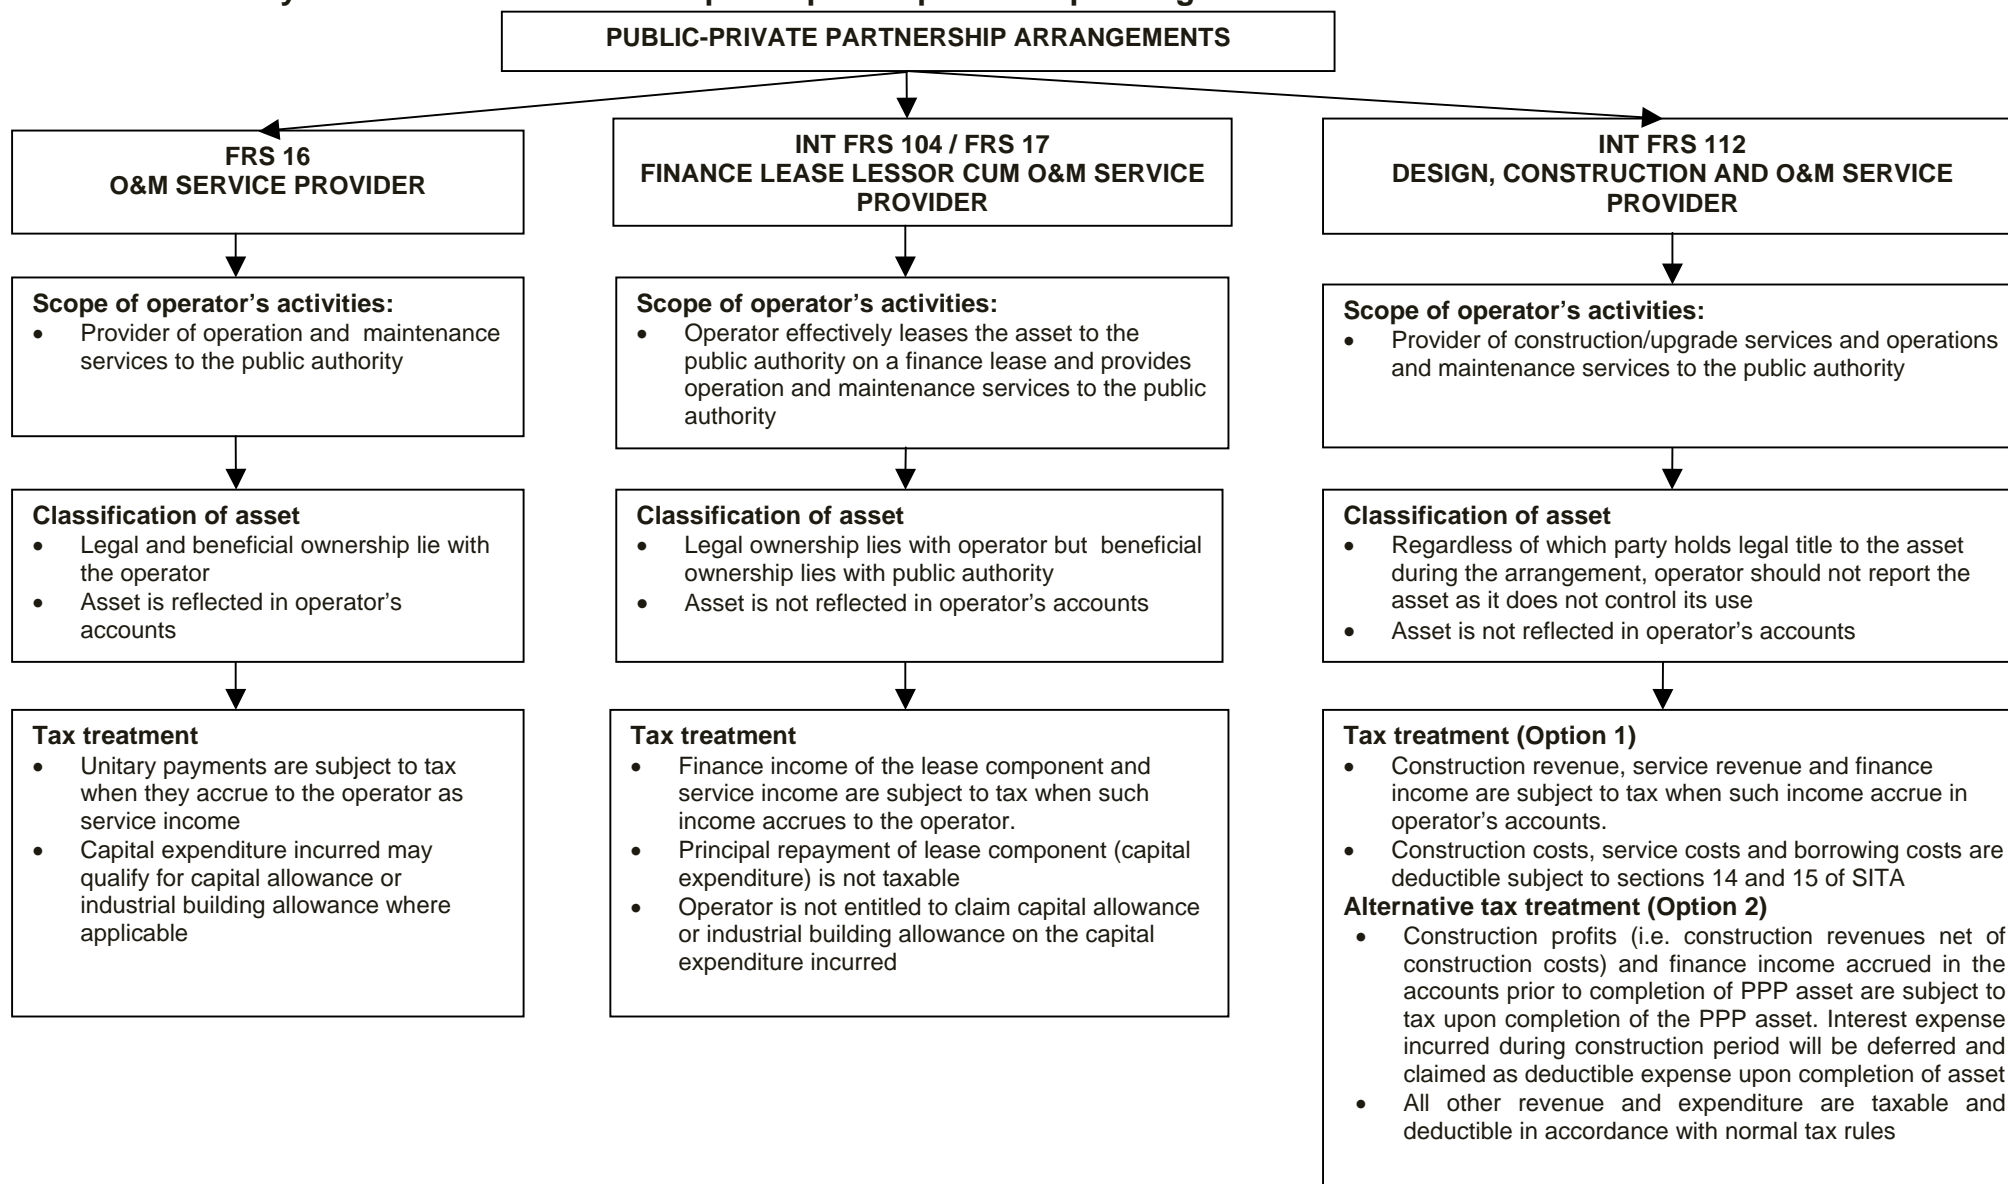 PUBLIC-PRIVATE PARTNERSHIP ARRANGEMENTS
FRS 16
O&M SERVICE PROVIDER
INT FRS 104 / FRS 17
FINANCE LEASE LESSOR CUM O&M SERVICE
PROVIDER
INT FRS 112
DESIGN, CONSTRUCTION AND O&M SERVICE
PROVIDER
Scope of operator’s activities:
• Provider of operation and maintenance
services to the public authority
Scope of operator’s activities:
• Operator effectively leases the asset to the
public authority on a finance lease and provides
operation and maintenance services to the public
authority
Scope of operator’s activities:
• Provider of construction/upgrade services and operations
and maintenance services to the public authority
Classification of asset
• Legal and beneficial ownership lie with
the operator
• Asset is reflected in operator’s
accounts
Classification of asset
• Legal ownership lies with operator but beneficial
ownership lies with public authority
• Asset is not reflected in operator’s accounts
Classification of asset
• Regardless of which party holds legal title to the asset
during the arrangement, operator should not report the
asset as it does not control its use
• Asset is not reflected in operator’s accounts
Tax treatment
• Unitary payments are subject to tax
when they accrue to the operator as
service income
• Capital expenditure incurred may
qualify for capital allowance or
industrial building allowance where
applicable
Tax treatment
• Finance income of the lease component and
service income are subject to tax when such
income accrues to the operator.
• Principal repayment of lease component (capital
expenditure) is not taxable
• Operator is not entitled to claim capital allowance
or industrial building allowance on the capital
expenditure incurred
Tax treatment (Option 1)
• Construction revenue, service revenue and finance
income are subject to tax when such income accrue in
operator’s accounts.
• Construction costs, service costs and borrowing costs are
deductible subject to sections 14 and 15 of SITA
Alternative tax treatment (Option 2)
• Construction profits (i.e. construction revenues net of
construction costs) and finance income accrued in the
accounts prior to completion of PPP asset are subject to
tax upon completion of the PPP asset. Interest expense
incurred during construction period will be deferred and
claimed as deductible expense upon completion of asset
• All other revenue and expenditure are taxable and
deductible in accordance with normal tax rules